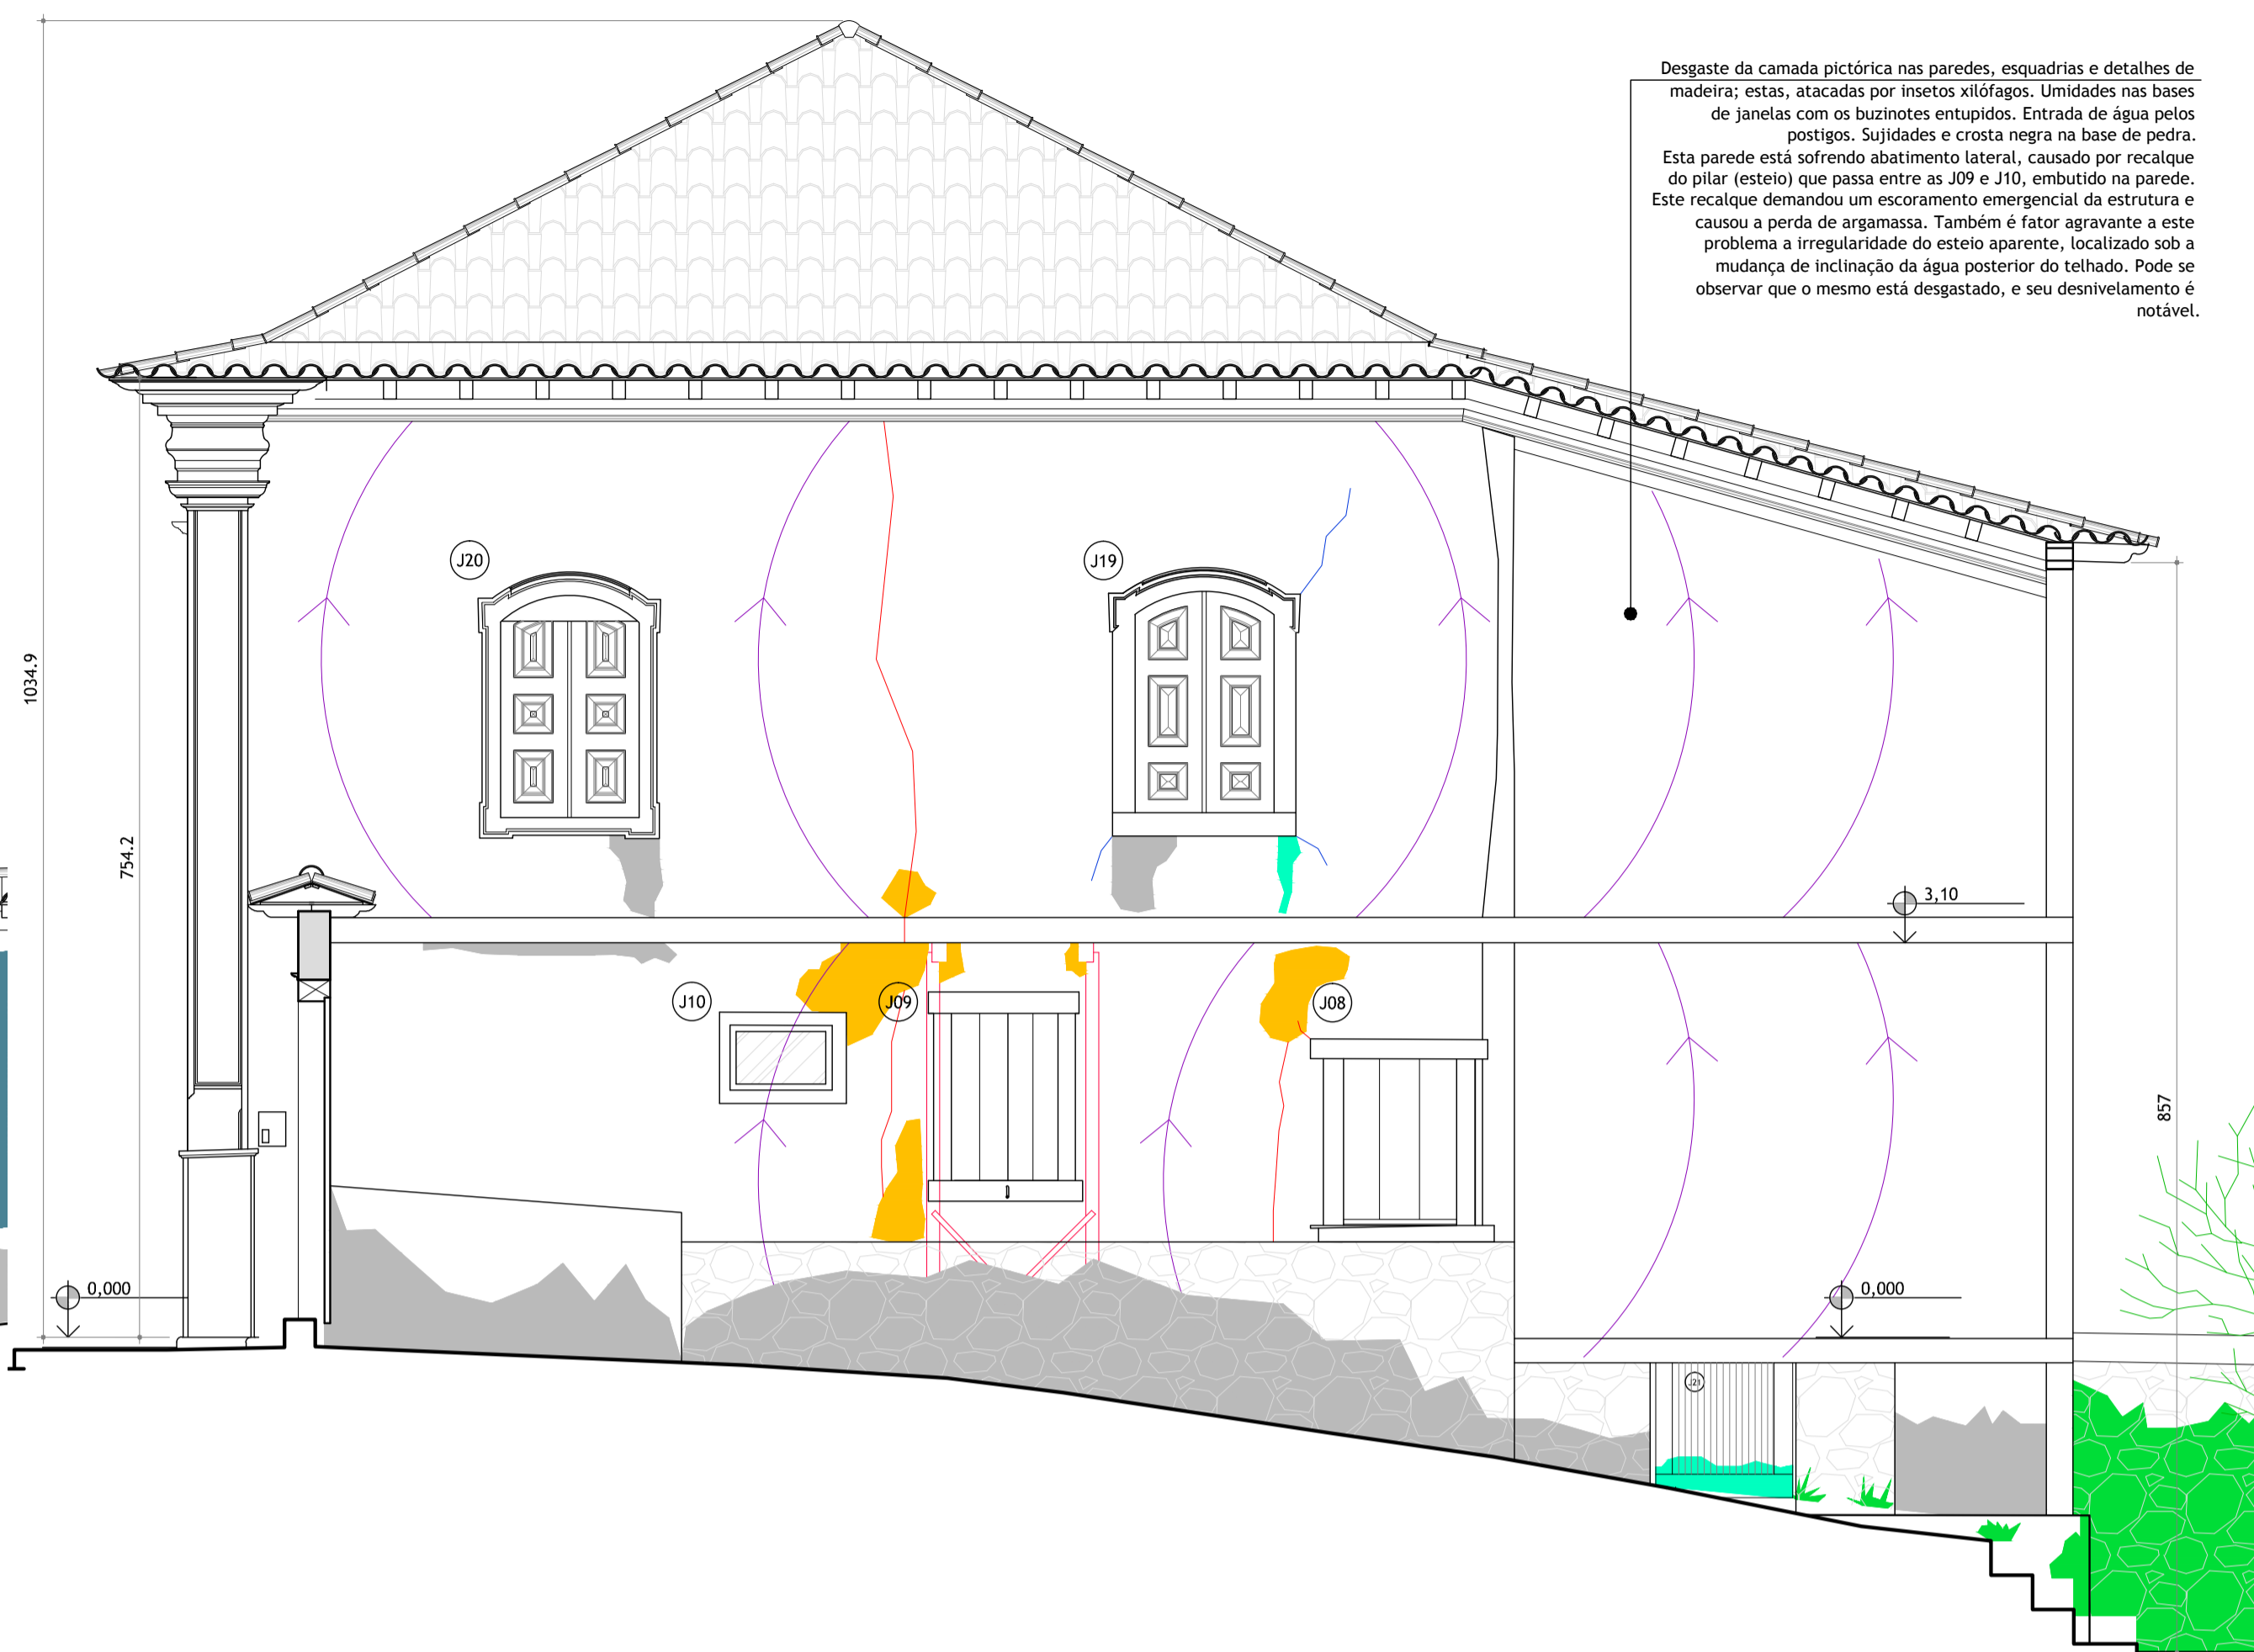 Desgaste da camada pictórica nas paredes, esquadrias e detalhes de
madeira; estas, atacadas por insetos xilófagos. Umidades nas bases
de janelas com os buzinotes entupidos. Entrada de água pelos
postigos. Sujidades e crosta negra na base de pedra.
Esta parede está sofrendo abatimento lateral, causado por recalque
do pilar (esteio) que passa entre as J09 e J10, embutido na parede.
Este recalque demandou um escoramento emergencial da estrutura e
causou a perda de argamassa. Também é fator agravante a este
problema a irregularidade do esteio aparente, localizado sob a
mudança de inclinação da água posterior do telhado. Pode se
observar que o mesmo está desgastado, e seu desnivelamento é
notável.
J20
J19
1034.9
754.2
3,10
J10
J09
J08
857
0,000
0,000
J21